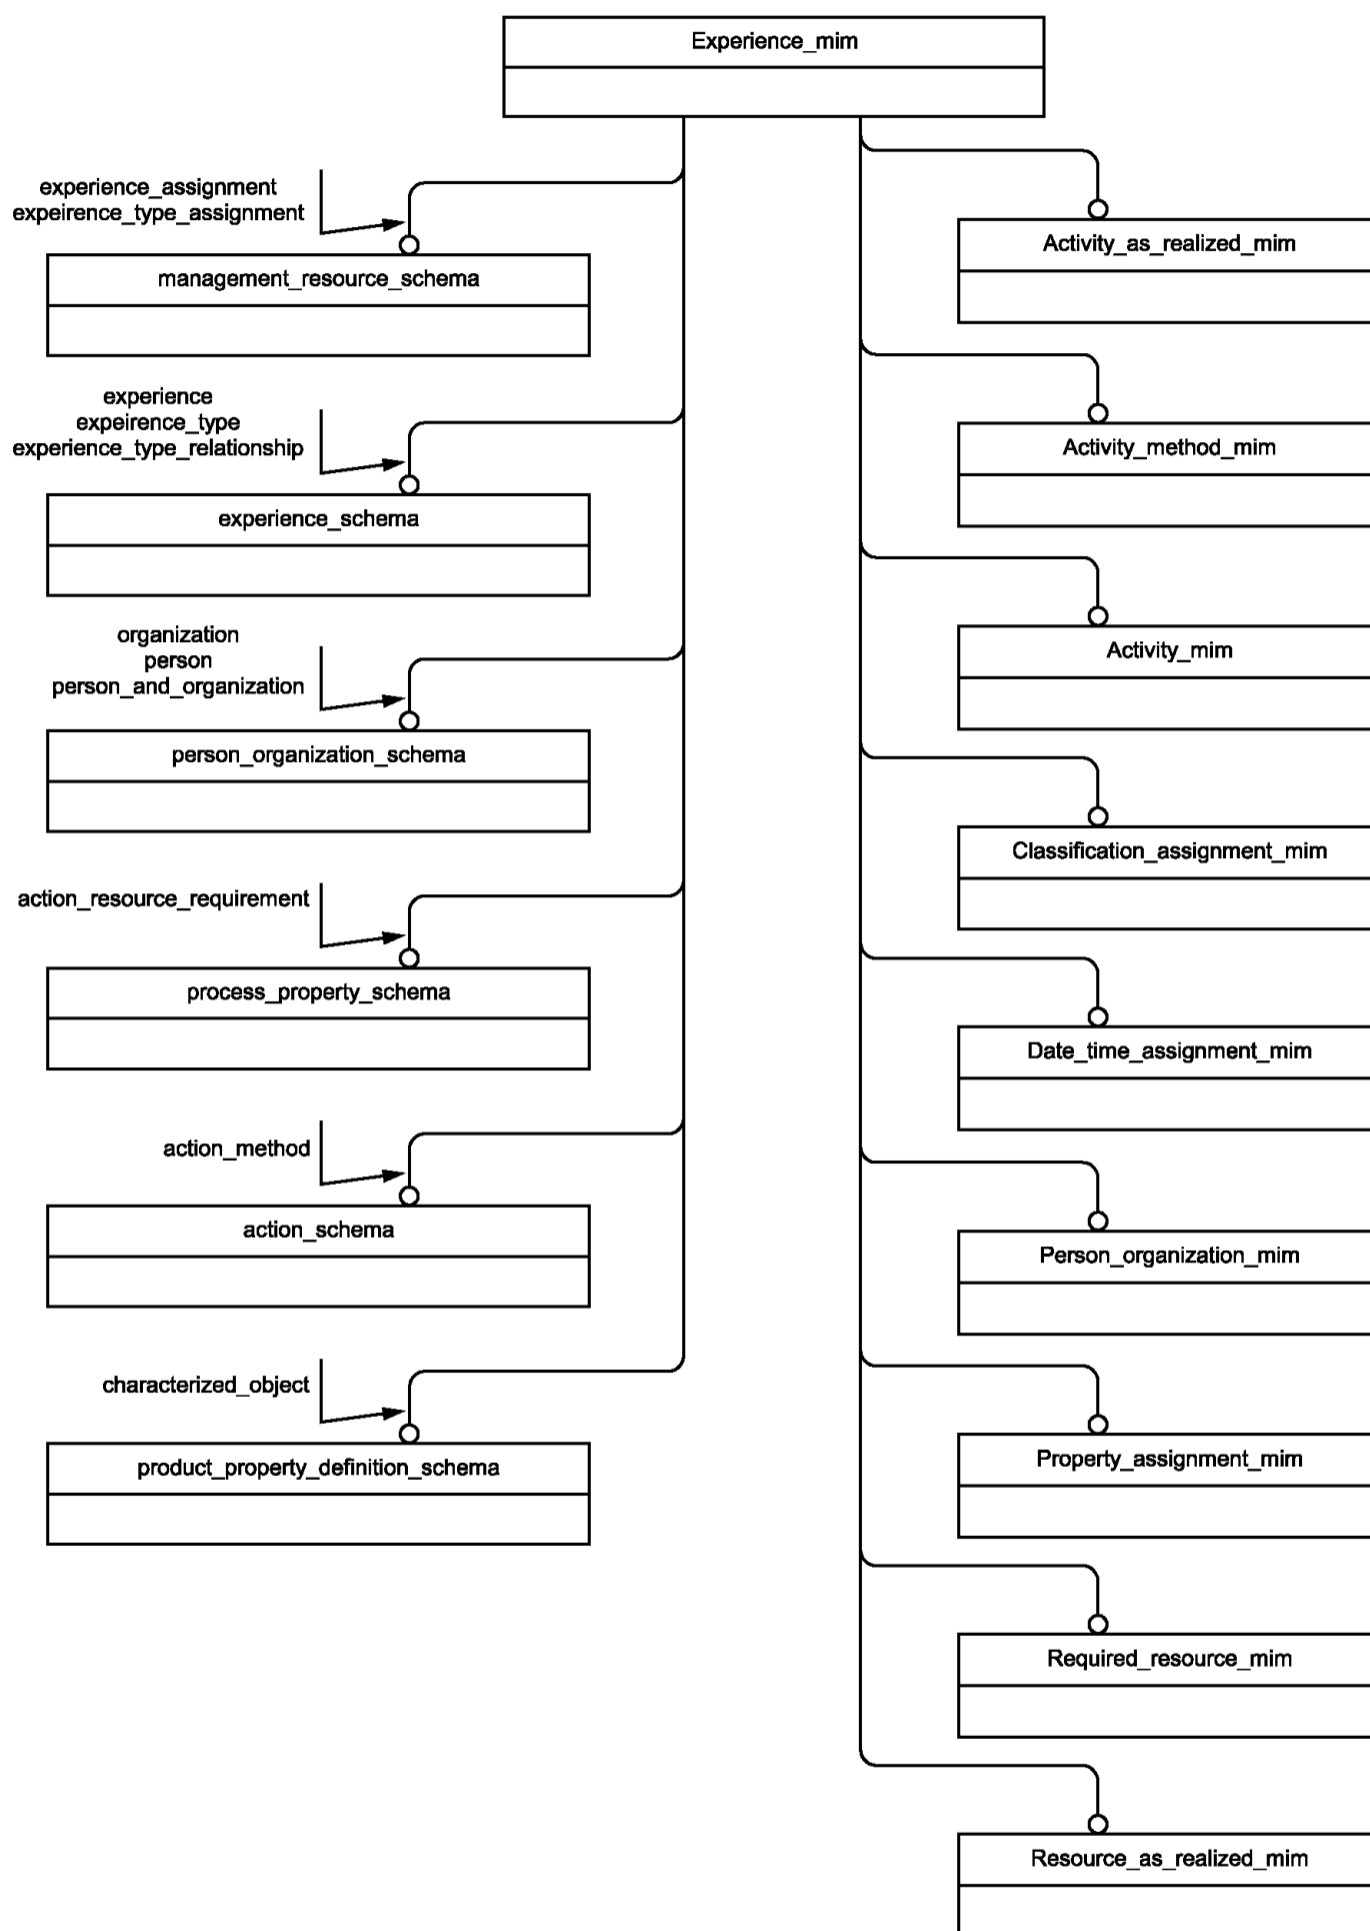 Experience_mim
experience_assignment
expeirence_type_assignment
management_resource_schema
experience
expeirence_type
experience_type_relationship
experience_schema
organization
person
person_and_organization
person_organization_schema
action_resource_requirement
process_property_schema
action_method
action_schema
characterized_object
product_property_definition_schema
Activity_as_realized_mim
Activity_method_mim
Activity_mim
Classification_assignment_mim
Date_time_assignment_mim
Person_organization_mim
Property_assignment_mim
Required_resource_mim
Resource_as_realized_mim